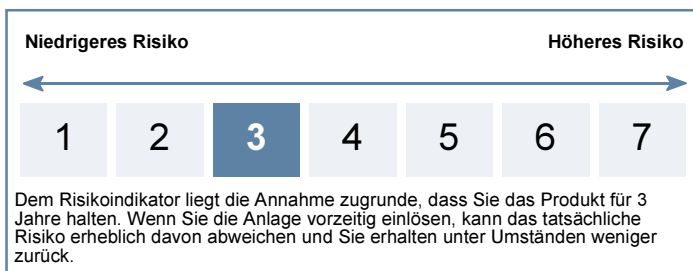 Niedrigeres Risiko Höheres Risiko
1 2 3 4 5 6 7
Dem Risikoindikator liegt die Annahme zugrunde, dass Sie das Produkt für 3
Jahre halten. Wenn Sie die Anlage vorzeitig einlösen, kann das tatsächliche
Risiko erheblich davon abweichen und Sie erhalten unter Umständen weniger
zurück.